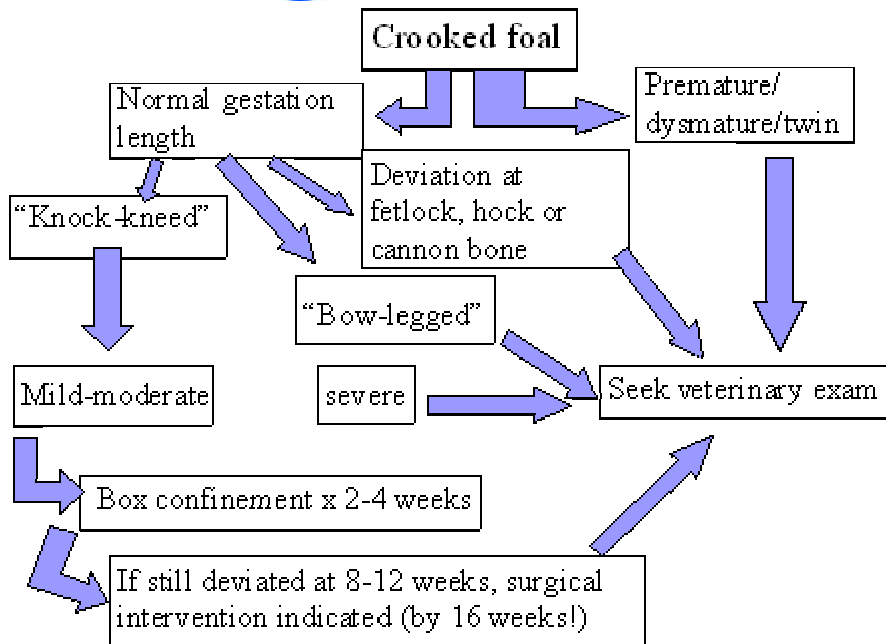 Crooked foal
Normal gestation
length
Premature/
dysmature/twin
"Knock-kneed"
Deviation at
fetlock, hock or
cannon bone
"Bow-legged"
Mild-moderate
severe
Seek veterinary exam
Box confinement x 2-4 weeks
If still deviated at 8-12 weeks, surgical
intervention indicated (by 16 weeks!)